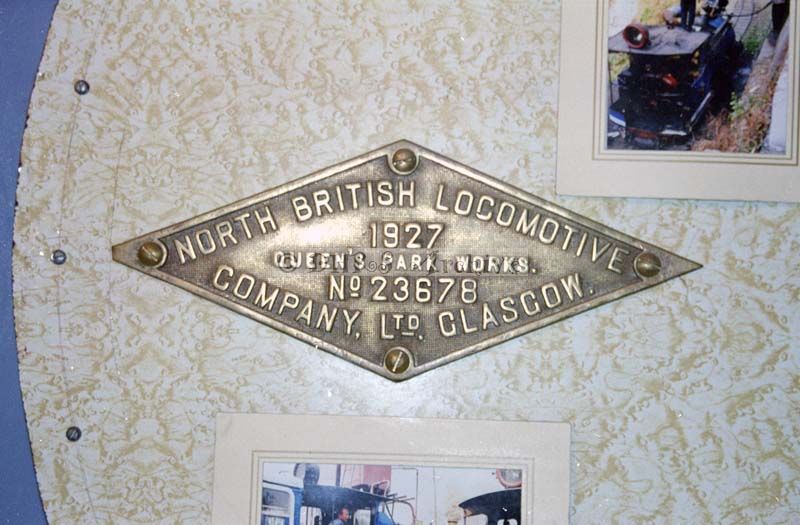 NORTH BRITISH LOCOMOTIVE
1927
QUEEN'S PARK WORKS.
No 23678
COMPANY, LTD, GLASGOW.